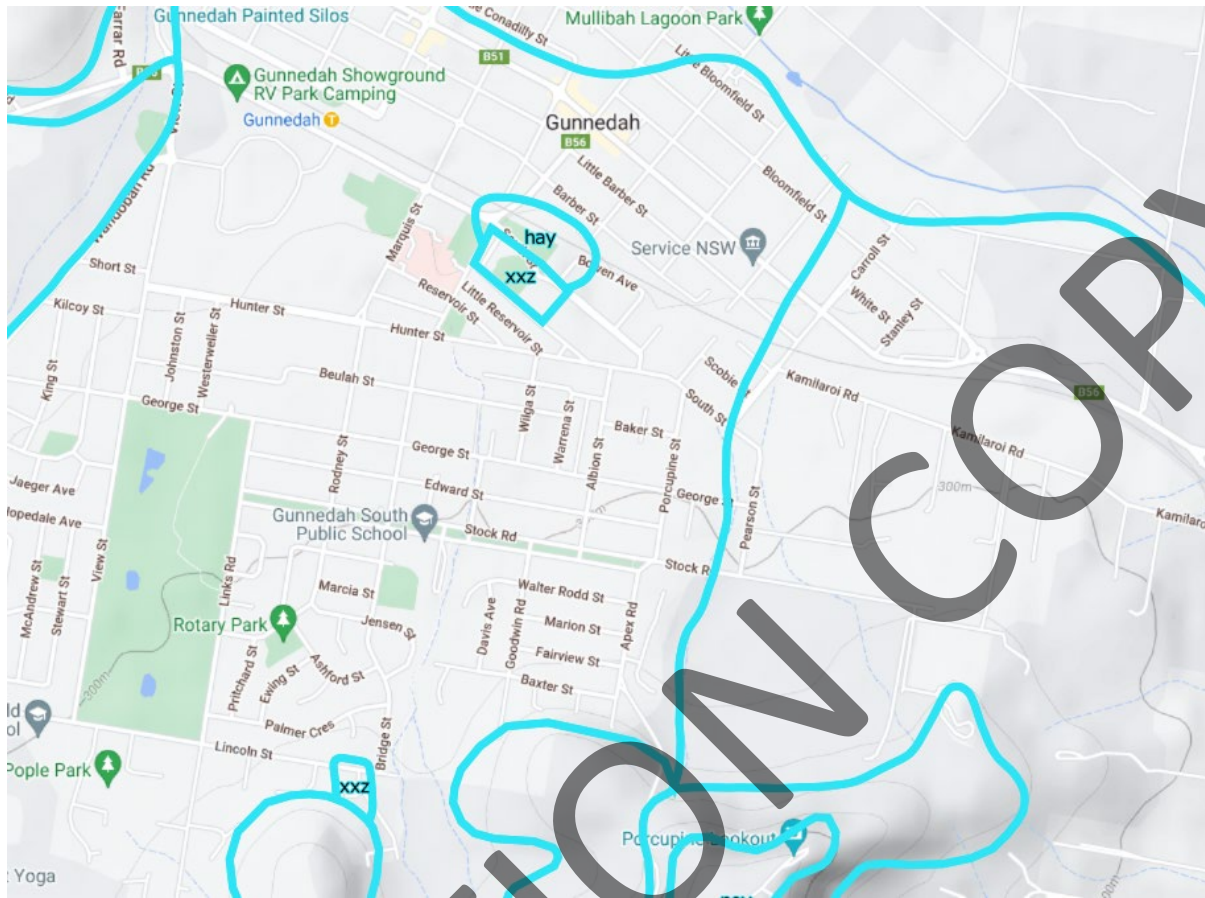 Gunnedah Painted Silos
Conadilly St
Mullibah Lagoon Park
Farrar Rd
B51
Little Bloomfield St
Gunnedah Showground
RV Park Camping
Gunnedah
View St
Gunnedah
B56
Little Barber St
Barber St
Bloomfield St
Marquis St
hay
Service NSW
Bowen Ave
xxz
Carroll St
White St
Stanley St
Short St
Kilcoy St
Hunter St
Reservoir St
Little Reservoir St
Hunter St
Johnston St
Westerweller St
King St
Beulah St
George St
Wilga St
Warrena St
Scobie St
South St
Kamilaroi Rd
B56
Kamilaroi Rd
Baker St
Albion St
Porcupine St
Rodney St
George St
Edward St
George St
300m
Jaeger Ave
Gunnedah South
Public School
Stock Rd
Pearson St
McAndrew St
Stewart St
View St
Links Rd
Marcia St
Walter Rodd St
Rotary Park
Jensen St
Davis Ave
Goodwin Rd
Marion St
Apex Rd
Fairview St
Baxter St
Pritchard St
Ewing St
Ashford St
300m
Palmer Cres
Bridge St
Lincoln St
Pople Park
xxz
Porcupine Lookout
Yoga
ION COPY